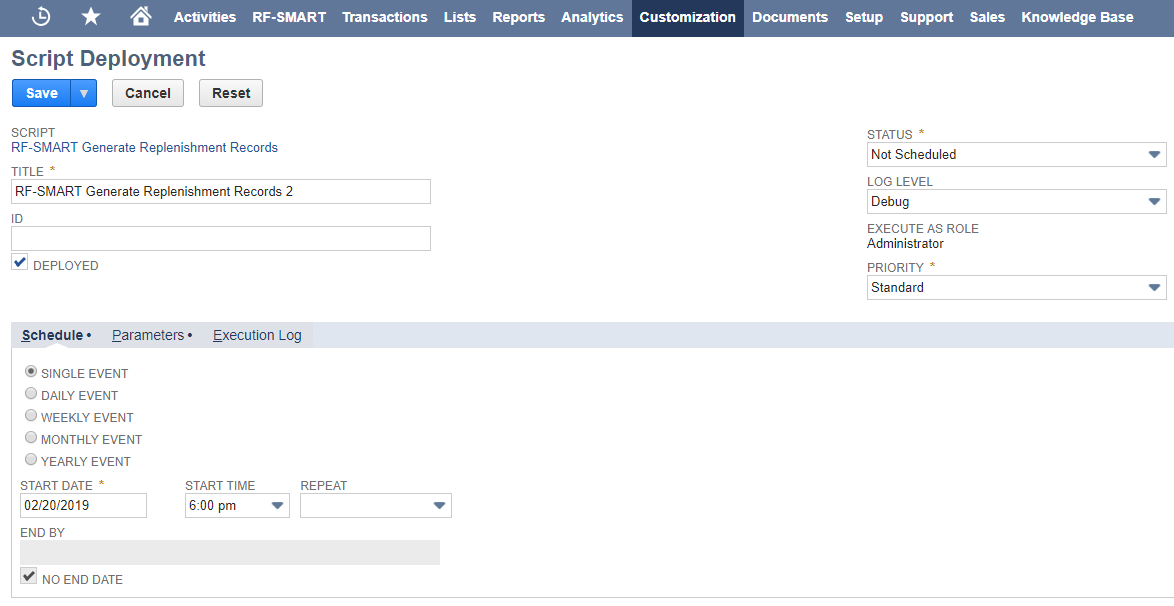 Activities RF-SMART Transactions Lists Reports Analytics Customization Documents Setup Support Sales Knowledge Base
Script Deployment
Save Cancel Reset
SCRIPT
RF-SMART Generate Replenishment Records
TITLE *
RF-SMART Generate Replenishment Records 2
ID
DEPLOYED
STATUS *
Not Scheduled
LOG LEVEL
Debug
EXECUTE AS ROLE
Administrator
PRIORITY *
Standard
Schedule • Parameters • Execution Log
SINGLE EVENT
DAILY EVENT
WEEKLY EVENT
MONTHLY EVENT
YEARLY EVENT
START DATE * START TIME REPEAT
02/20/2019 6:00 pm
END BY
NO END DATE